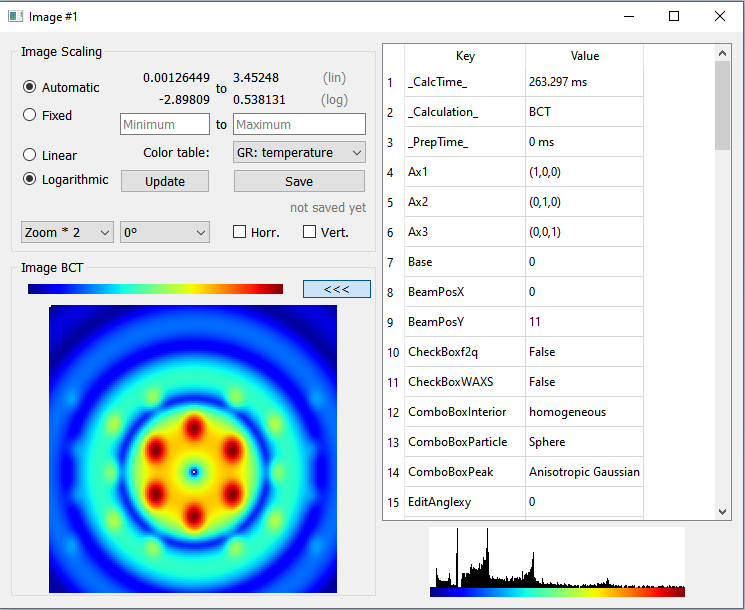 Image #1
Image Scaling
Automatic 0.00126449 to 3.45248 (lin)
-2.89809 0.538131 (log)
Fixed
Minimum to Maximum
Linear Color table: GR: temperature
Logarithmic Update Save
not saved yet
Zoom * 2 0° Horr. Vert.
Image BCT
<<<
Key Value
1 _CalcTime_ 263.297 ms
2 _Calculation_ BCT
3 _PrepTime_ 0 ms
4 Ax1 (1,0,0)
5 Ax2 (0,1,0)
6 Ax3 (0,0,1)
7 Base 0
8 BeamPosX 0
9 BeamPosY 11
10 CheckBoxf2q False
11 CheckBoxWAXS False
12 ComboBoxInterior homogeneous
13 ComboBoxParticle Sphere
14 ComboBoxPeak Anisotropic Gaussian
15 EditAnglexy 0